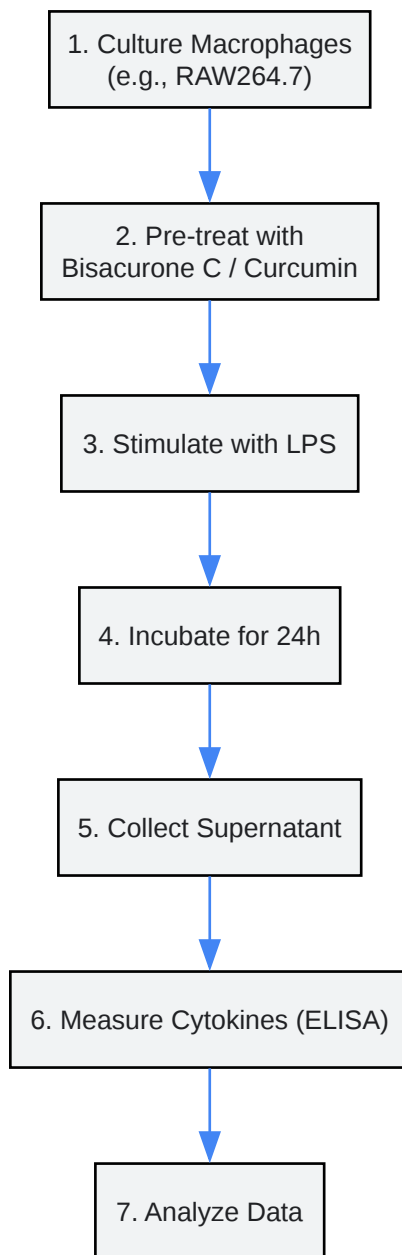 1. Culture Macrophages
(e.g., RAW264.7)
2. Pre-treat with
Bisacurone C / Curcumin
3. Stimulate with LPS
4. Incubate for 24h
5. Collect Supernatant
6. Measure Cytokines (ELISA)
7. Analyze Data